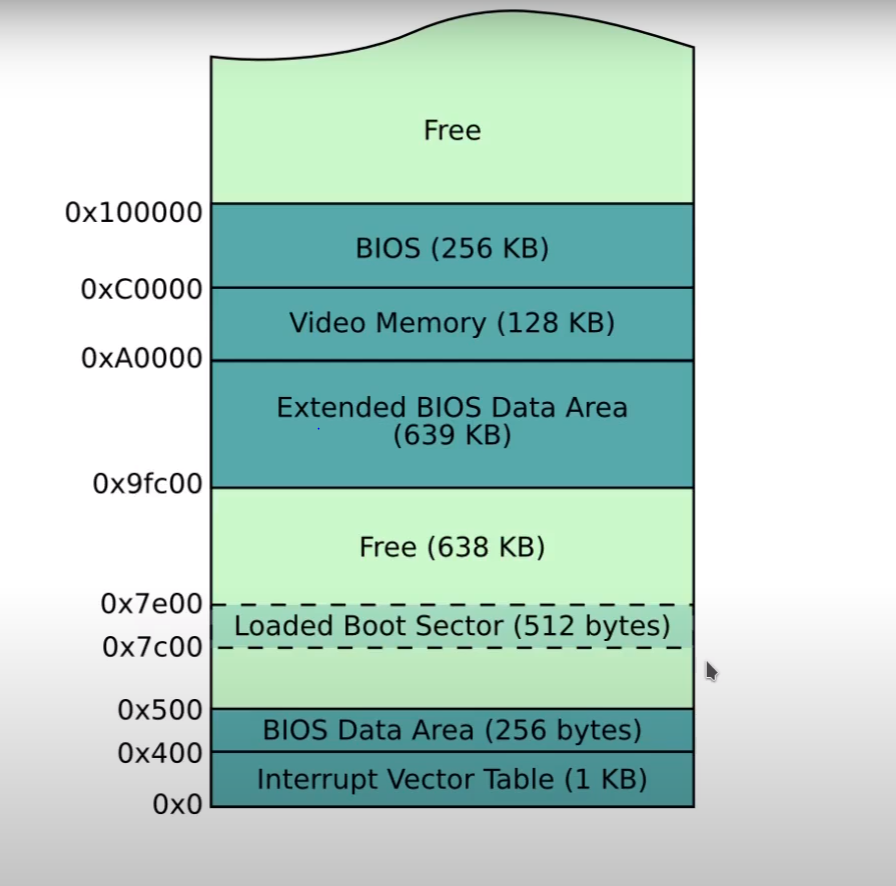 Free
0x100000
BIOS (256 KB)
0xC0000
Video Memory (128 KB)
0xA0000
Extended BIOS Data Area
(639 KB)
0x9fc00
Free (638 KB)
0x7e00
Loaded Boot Sector (512 bytes)
0x7c00
0x500
BIOS Data Area (256 bytes)
0x400
Interrupt Vector Table (1 KB)
0x0